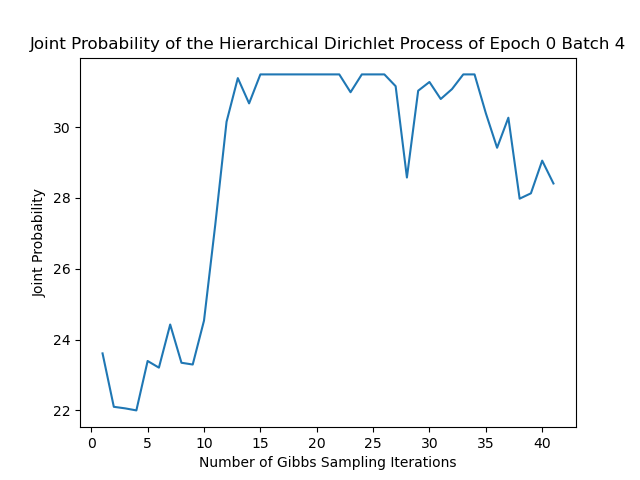 Joint Probability of the Hierarchical Dirichlet Process of Epoch 0 Batch 4
Joint Probability
30
28
26
24
22
0 5 10 15 20 25 30 35 40
Number of Gibbs Sampling Iterations